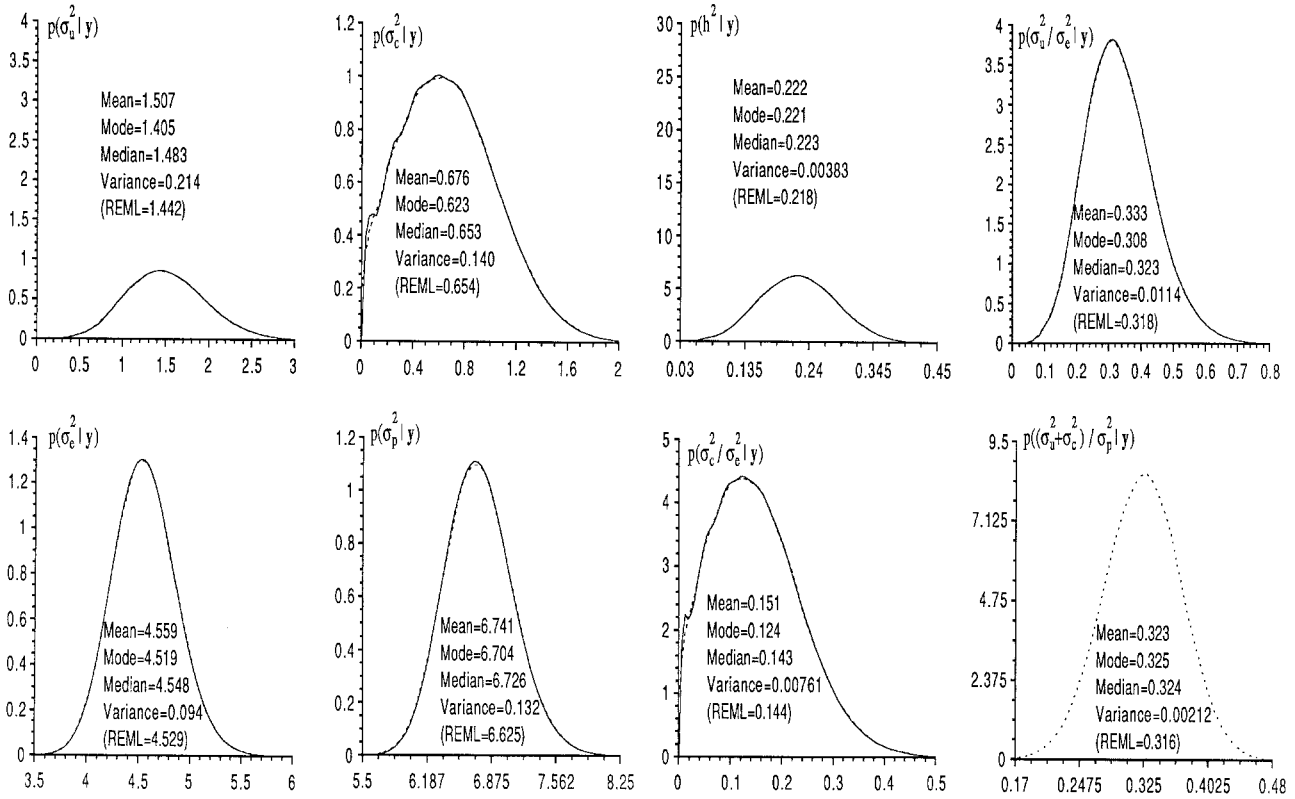 p(σ_u^2 | y)
4
3.5
3
2.5
2
1.5
1
0.5
0
Mean=1.507
Mode=1.405
Median=1.483
Variance=0.214
(REML=1.442)
0 0.5 1 1.5 2 2.5 3
p(σ_c^2 | y)
1.2
1
0.8
0.6
0.4
0.2
0
Mean=0.676
Mode=0.623
Median=0.653
Variance=0.140
(REML=0.654)
0 0.4 0.8 1.2 1.6 2
p(h^2 | y)
30
25
20
15
10
5
0
Mean=0.222
Mode=0.221
Median=0.223
Variance=0.00383
(REML=0.218)
0.03 0.135 0.24 0.345 0.45
p(σ_u^2 / σ_e^2 | y)
4
3.5
3
2.5
2
1.5
1
0.5
0
Mean=0.333
Mode=0.308
Median=0.323
Variance=0.0114
(REML=0.318)
0 0.1 0.2 0.3 0.4 0.5 0.6 0.7 0.8
p(σ_e^2 | y)
1.4
1.2
1
0.8
0.6
0.4
0.2
0
Mean=4.559
Mode=4.519
Median=4.548
Variance=0.094
(REML=4.529)
3.5 4 4.5 5 5.5 6
p(σ_p^2 | y)
1.2
1
0.8
0.6
0.4
0.2
0
Mean=6.741
Mode=6.704
Median=6.726
Variance=0.132
(REML=6.625)
5.5 6.187 6.875 7.562 8.25
p(σ_c^2 / σ_e^2 | y)
5
4
3
2
1
0
Mean=0.151
Mode=0.124
Median=0.143
Variance=0.00761
(REML=0.144)
0 0.1 0.2 0.3 0.4 0.5
p((σ_u^2+σ_c^2) / σ_p^2 | y)
9.5
7.125
4.75
2.375
0
Mean=0.323
Mode=0.325
Median=0.324
Variance=0.00212
(REML=0.316)
0.17 0.2475 0.325 0.4025 0.48